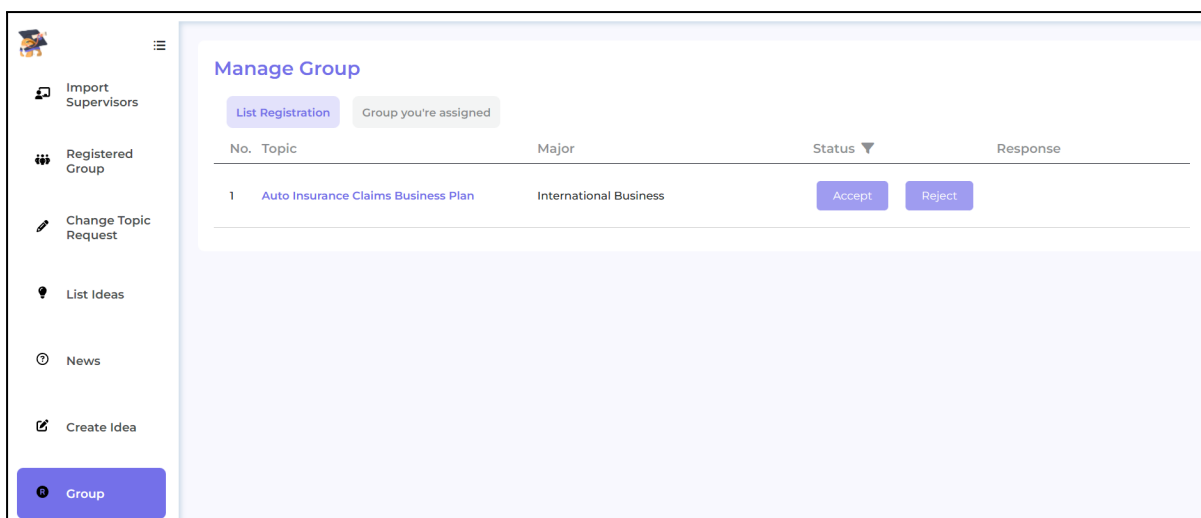 Import
Supervisors
Registered
Group
Change Topic
Request
List Ideas
News
Create Idea
R Group
Manage Group
List Registration Group you're assigned
No. Topic Major Status Response
1 Auto Insurance Claims Business Plan International Business Accept Reject